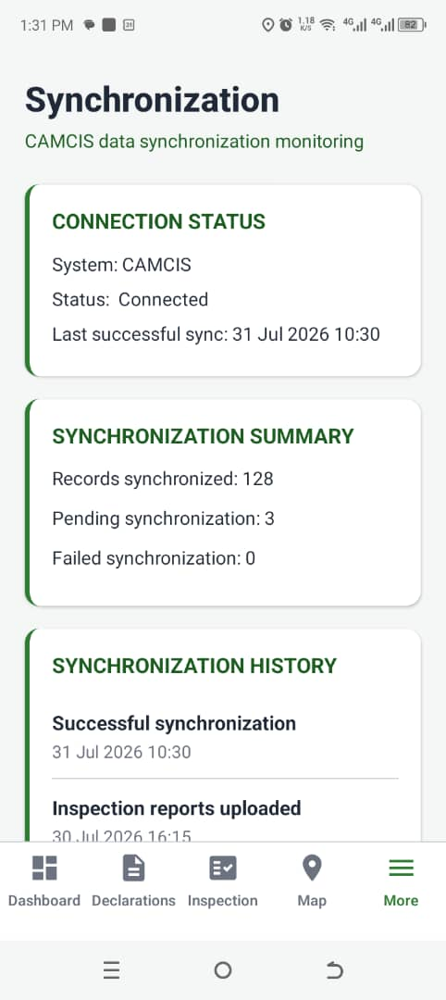 1:31 PM
1.18 K/S 4G 4G 82
Synchronization
CAMCIS data synchronization monitoring
CONNECTION STATUS
System: CAMCIS
Status: Connected
Last successful sync: 31 Jul 2026 10:30
SYNCHRONIZATION SUMMARY
Records synchronized: 128
Pending synchronization: 3
Failed synchronization: 0
SYNCHRONIZATION HISTORY
Successful synchronization
31 Jul 2026 10:30
Inspection reports uploaded
30 Jul 2026 16:15
Dashboard Declarations Inspection Map More